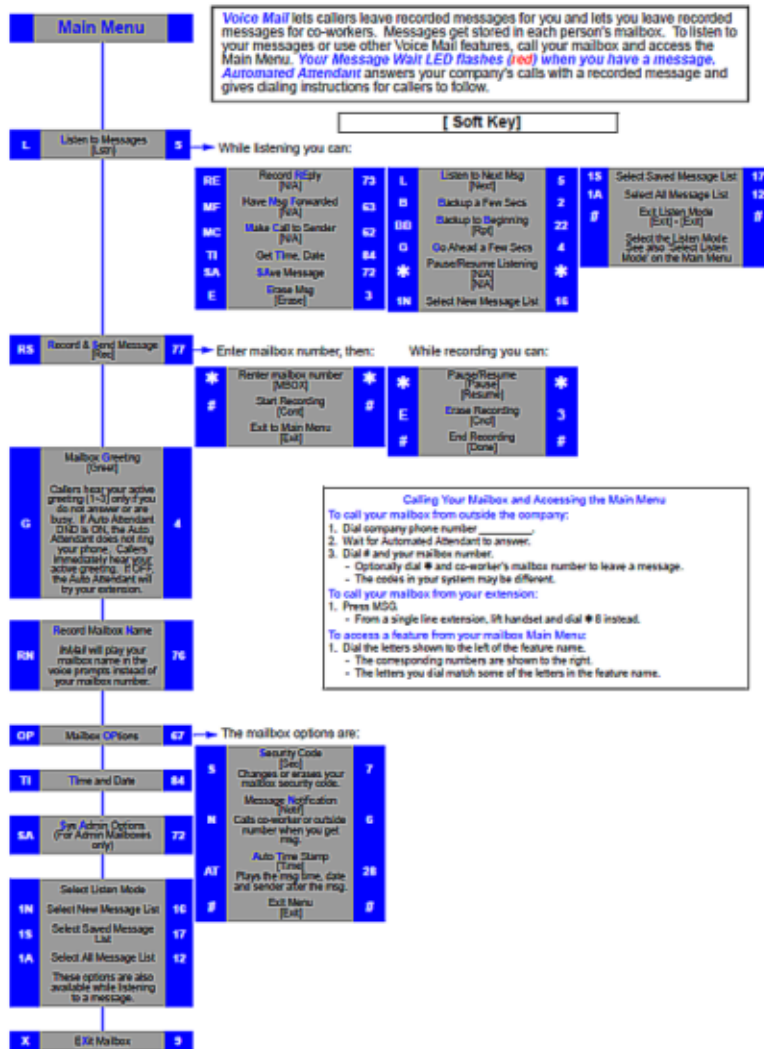 Main Menu
Voice Mail lets callers leave recorded messages for you and lets you leave recorded
messages for co-workers. Messages get stored in each person's mailbox. To listen to
your messages or use other Voice Mail features, call your mailbox and access the
Main Menu. Your Message Wait LED flashes (red) when you have a message.
Automated Attendant answers your company's calls with a recorded message and
gives dialing instructions for callers to follow.
[ Soft Key]
L Listen to Messages 5
[Lstn]
While listening you can:
RE Record REply 73
[N/A]
MF Have Msg Forwarded 63
[N/A]
MC Make Call to Sender 62
[N/A]
TI Get TIme, Date 84
SA SAve Message 72
E Erase Msg 3
[Erase]
L Listen to Next Msg 5
[Next]
B Backup a Few Secs 2
BB Backup to Beginning 22
[Rpt]
G Go Ahead a Few Secs 4
* Pause/Resume Listening *
[N/A]
[N/A]
1N Select New Message List 16
1S Select Saved Message List 17
1A Select All Message List 12
# Exit Listen Mode
[Exit] - [Exit]
Select the Listen Mode
See also 'Select Listen
Mode' on the Main Menu
RS Record & Send Message 77
[Rec]
Enter mailbox number, then:
* Renter mailbox number *
[MBOX]
# Start Recording #
[Cont]
Exit to Main Menu
[Exit]
While recording you can:
* Pause/Resume *
[Pause]
[Resume]
E Erase Recording 3
[Cncl]
# End Recording #
[Done]
G Mailbox Greeting 4
[Greet]
Callers hear your active
greeting (1~3) only if you
do not answer or are
busy. If Auto Attendant
DND is ON, the Auto
Attendant does not ring
your phone. Callers
immediately hear your
active greeting. If OFF,
the Auto Attendant will
try your extension.
Calling Your Mailbox and Accessing the Main Menu
To call your mailbox from outside the company:
1. Dial company phone number ________.
2. Wait for Automated Attendant to answer.
3. Dial # and your mailbox number.
- Optionally dial * and co-worker's mailbox number to leave a message.
- The codes in your system may be different.
To call your mailbox from your extension:
1. Press MSG.
- From a single line extension, lift handset and dial * 8 instead.
To access a feature from your mailbox Main Menu:
1. Dial the letters shown to the left of the feature name.
- The corresponding numbers are shown to the right.
- The letters you dial match some of the letters in the feature name.
RN Record Mailbox Name 76
InMail will play your
mailbox name in the
voice prompts instead of
your mailbox number.
OP Mailbox OPtions 67
The mailbox options are:
S Security Code 7
[Sec]
Changes or erases your
mailbox security code.
N Message Notification 6
[Notif]
Calls co-worker or outside
number when you get
msg.
AT Auto Time Stamp 28
[Time]
Plays the msg time, date
and sender after the msg.
# Exit Menu #
[Exit]
TI TIme and Date 84
SA Sys Admin Options 72
(For Admin Mailboxes
only)
Select Listen Mode
1N Select New Message List 16
1S Select Saved Message 17
List
1A Select All Message List 12
These options are also
available while listening
to a message.
X EXit Mailbox 9